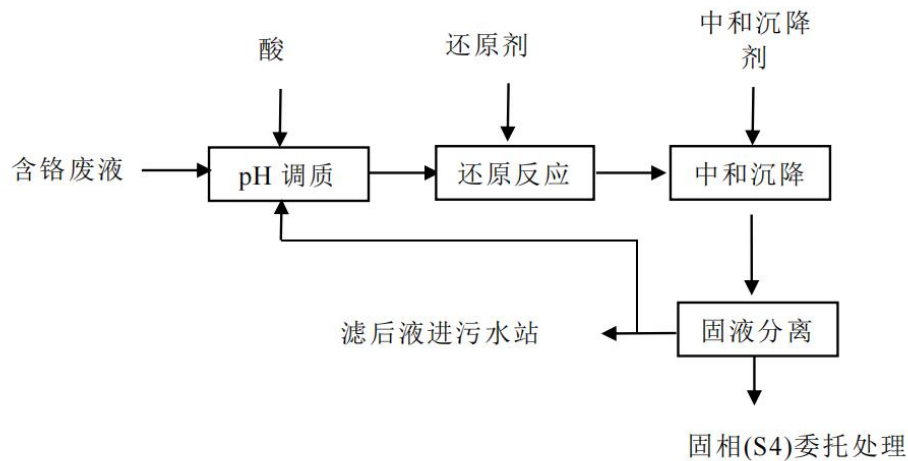 酸
还原剂
中和沉降
剂
含铬废液
pH 调质
还原反应
中和沉降
滤后液进污水站
固液分离
固相(S4)委托处理